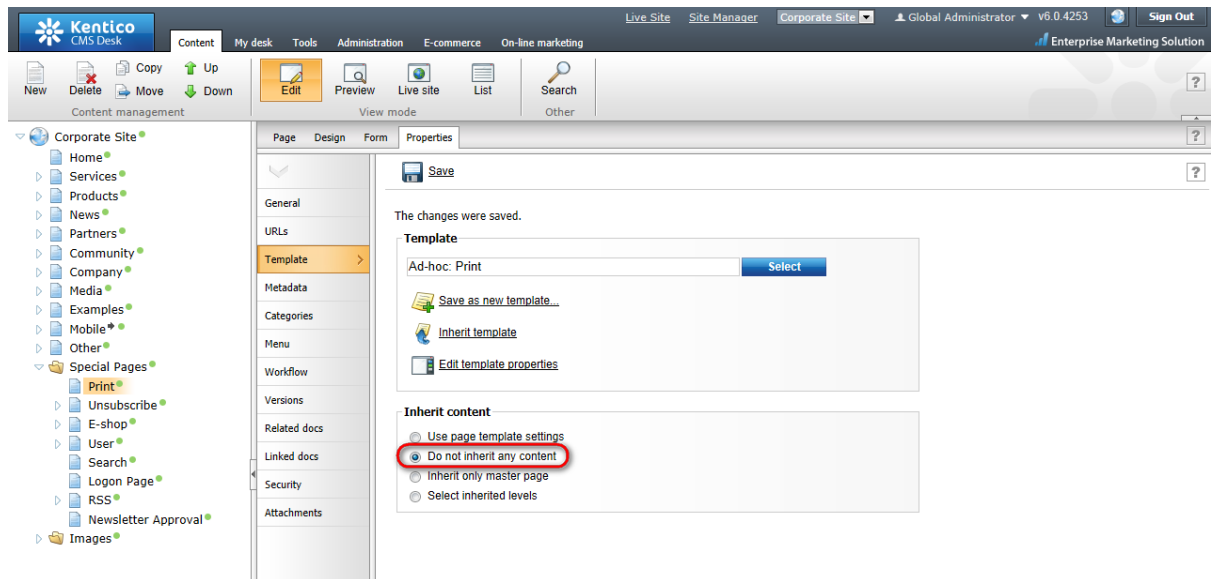 Kentico
CMS Desk
Live Site Site Manager Corporate Site Global Administrator v6.0.4253 Sign Out
Content My desk Tools Administration E-commerce On-line marketing Enterprise Marketing Solution
New Delete Copy Move Up Down
Content management
Edit Preview Live site List
View mode
Search
Other
?
Corporate Site
Home
Services
Products
News
Partners
Community
Company
Media
Examples
Mobile
Other
Special Pages
Print
Unsubscribe
E-shop
User
Search
Logon Page
RSS
Newsletter Approval
Images
Page Design Form Properties
?
General
URLs
Template >
Metadata
Categories
Menu
Workflow
Versions
Related docs
Linked docs
Security
Attachments
Save
?
The changes were saved.
Template
Ad-hoc: Print Select
Save as new template...
Inherit template
Edit template properties
Inherit content
Use page template settings
Do not inherit any content
Inherit only master page
Select inherited levels